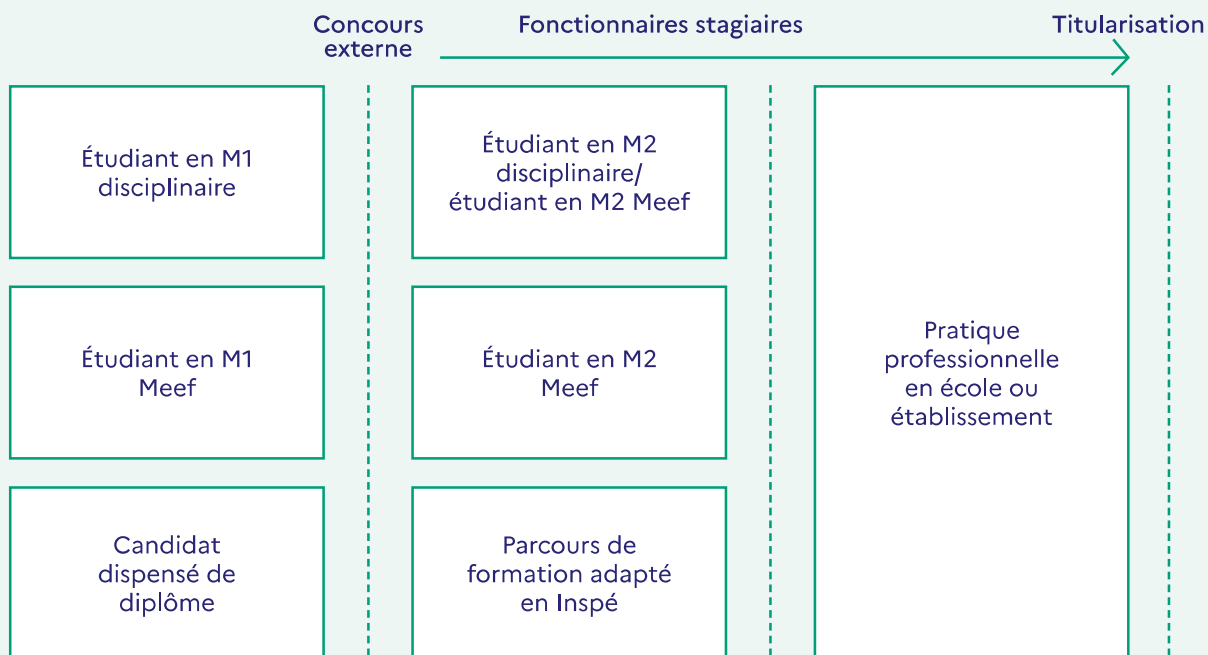 Concours
externe
Fonctionnaires stagiaires
Titularisation
Étudiant en M1
disciplinaire
Étudiant en M2
disciplinaire/
étudiant en M2 Meef
Étudiant en M1
Meef
Étudiant en M2
Meef
Pratique
professionnelle
en école ou
établissement
Candidat
dispensé de
diplôme
Parcours de
formation adapté
en Inspé